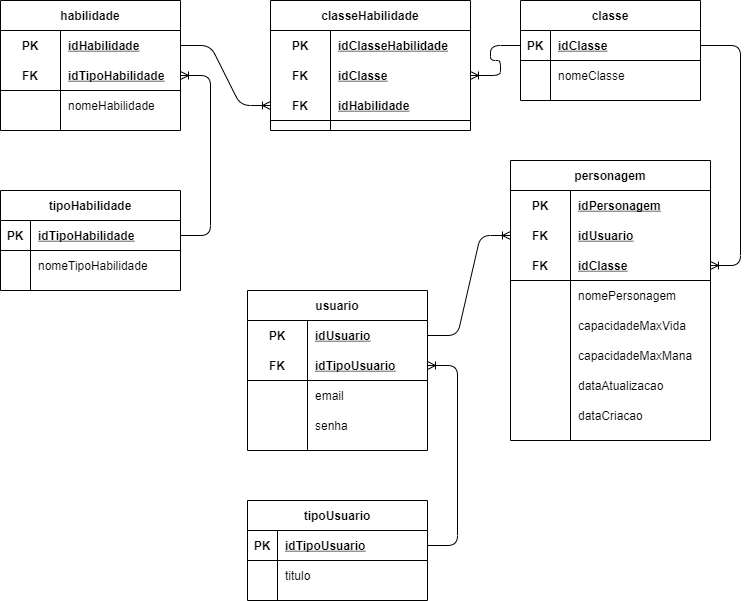 habilidade
PK idHabilidade
FK idTipoHabilidade
nomeHabilidade
classeHabilidade
PK idClasseHabilidade
FK idClasse
FK idHabilidade
classe
PK idClasse
nomeClasse
tipoHabilidade
PK idTipoHabilidade
nomeTipoHabilidade
personagem
PK idPersonagem
FK idUsuario
FK idClasse
nomePersonagem
capacidadeMaxVida
capacidadeMaxMana
dataAtualizacao
dataCriacao
usuario
PK idUsuario
FK idTipoUsuario
email
senha
tipoUsuario
PK idTipoUsuario
titulo